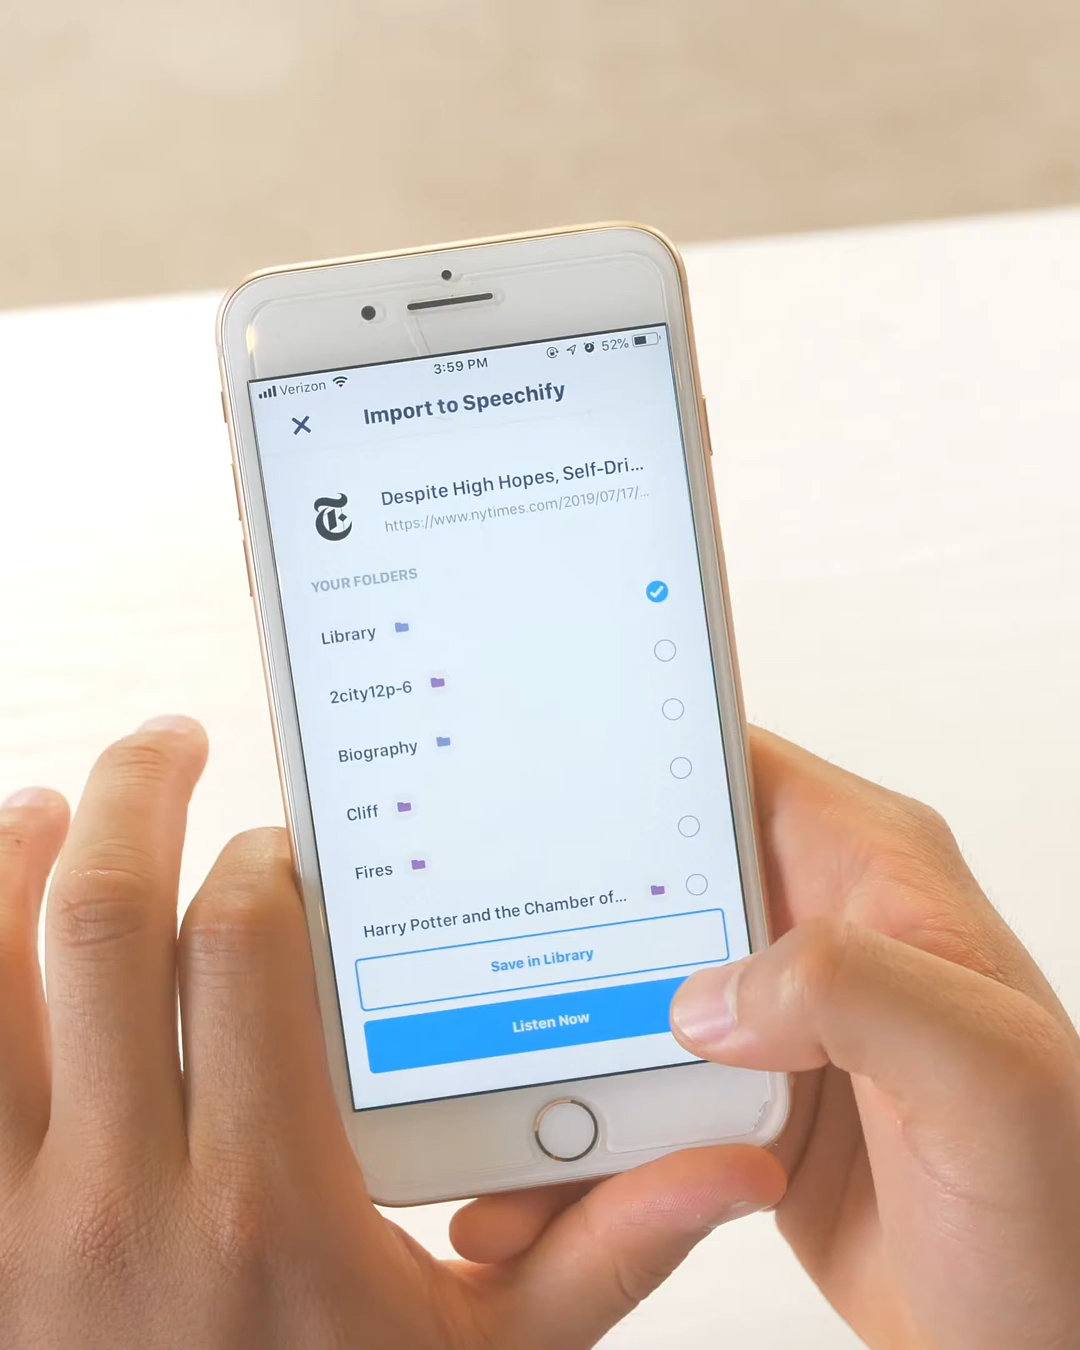 Verizon 3:59 PM 52%
Import to Speechify
Despite High Hopes, Self-Dri...
https://www.nytimes.com/2019/07/17/...
YOUR FOLDERS
Library
2city12p-6
Biography
Cliff
Fires
Harry Potter and the Chamber of...
Save in Library
Listen Now